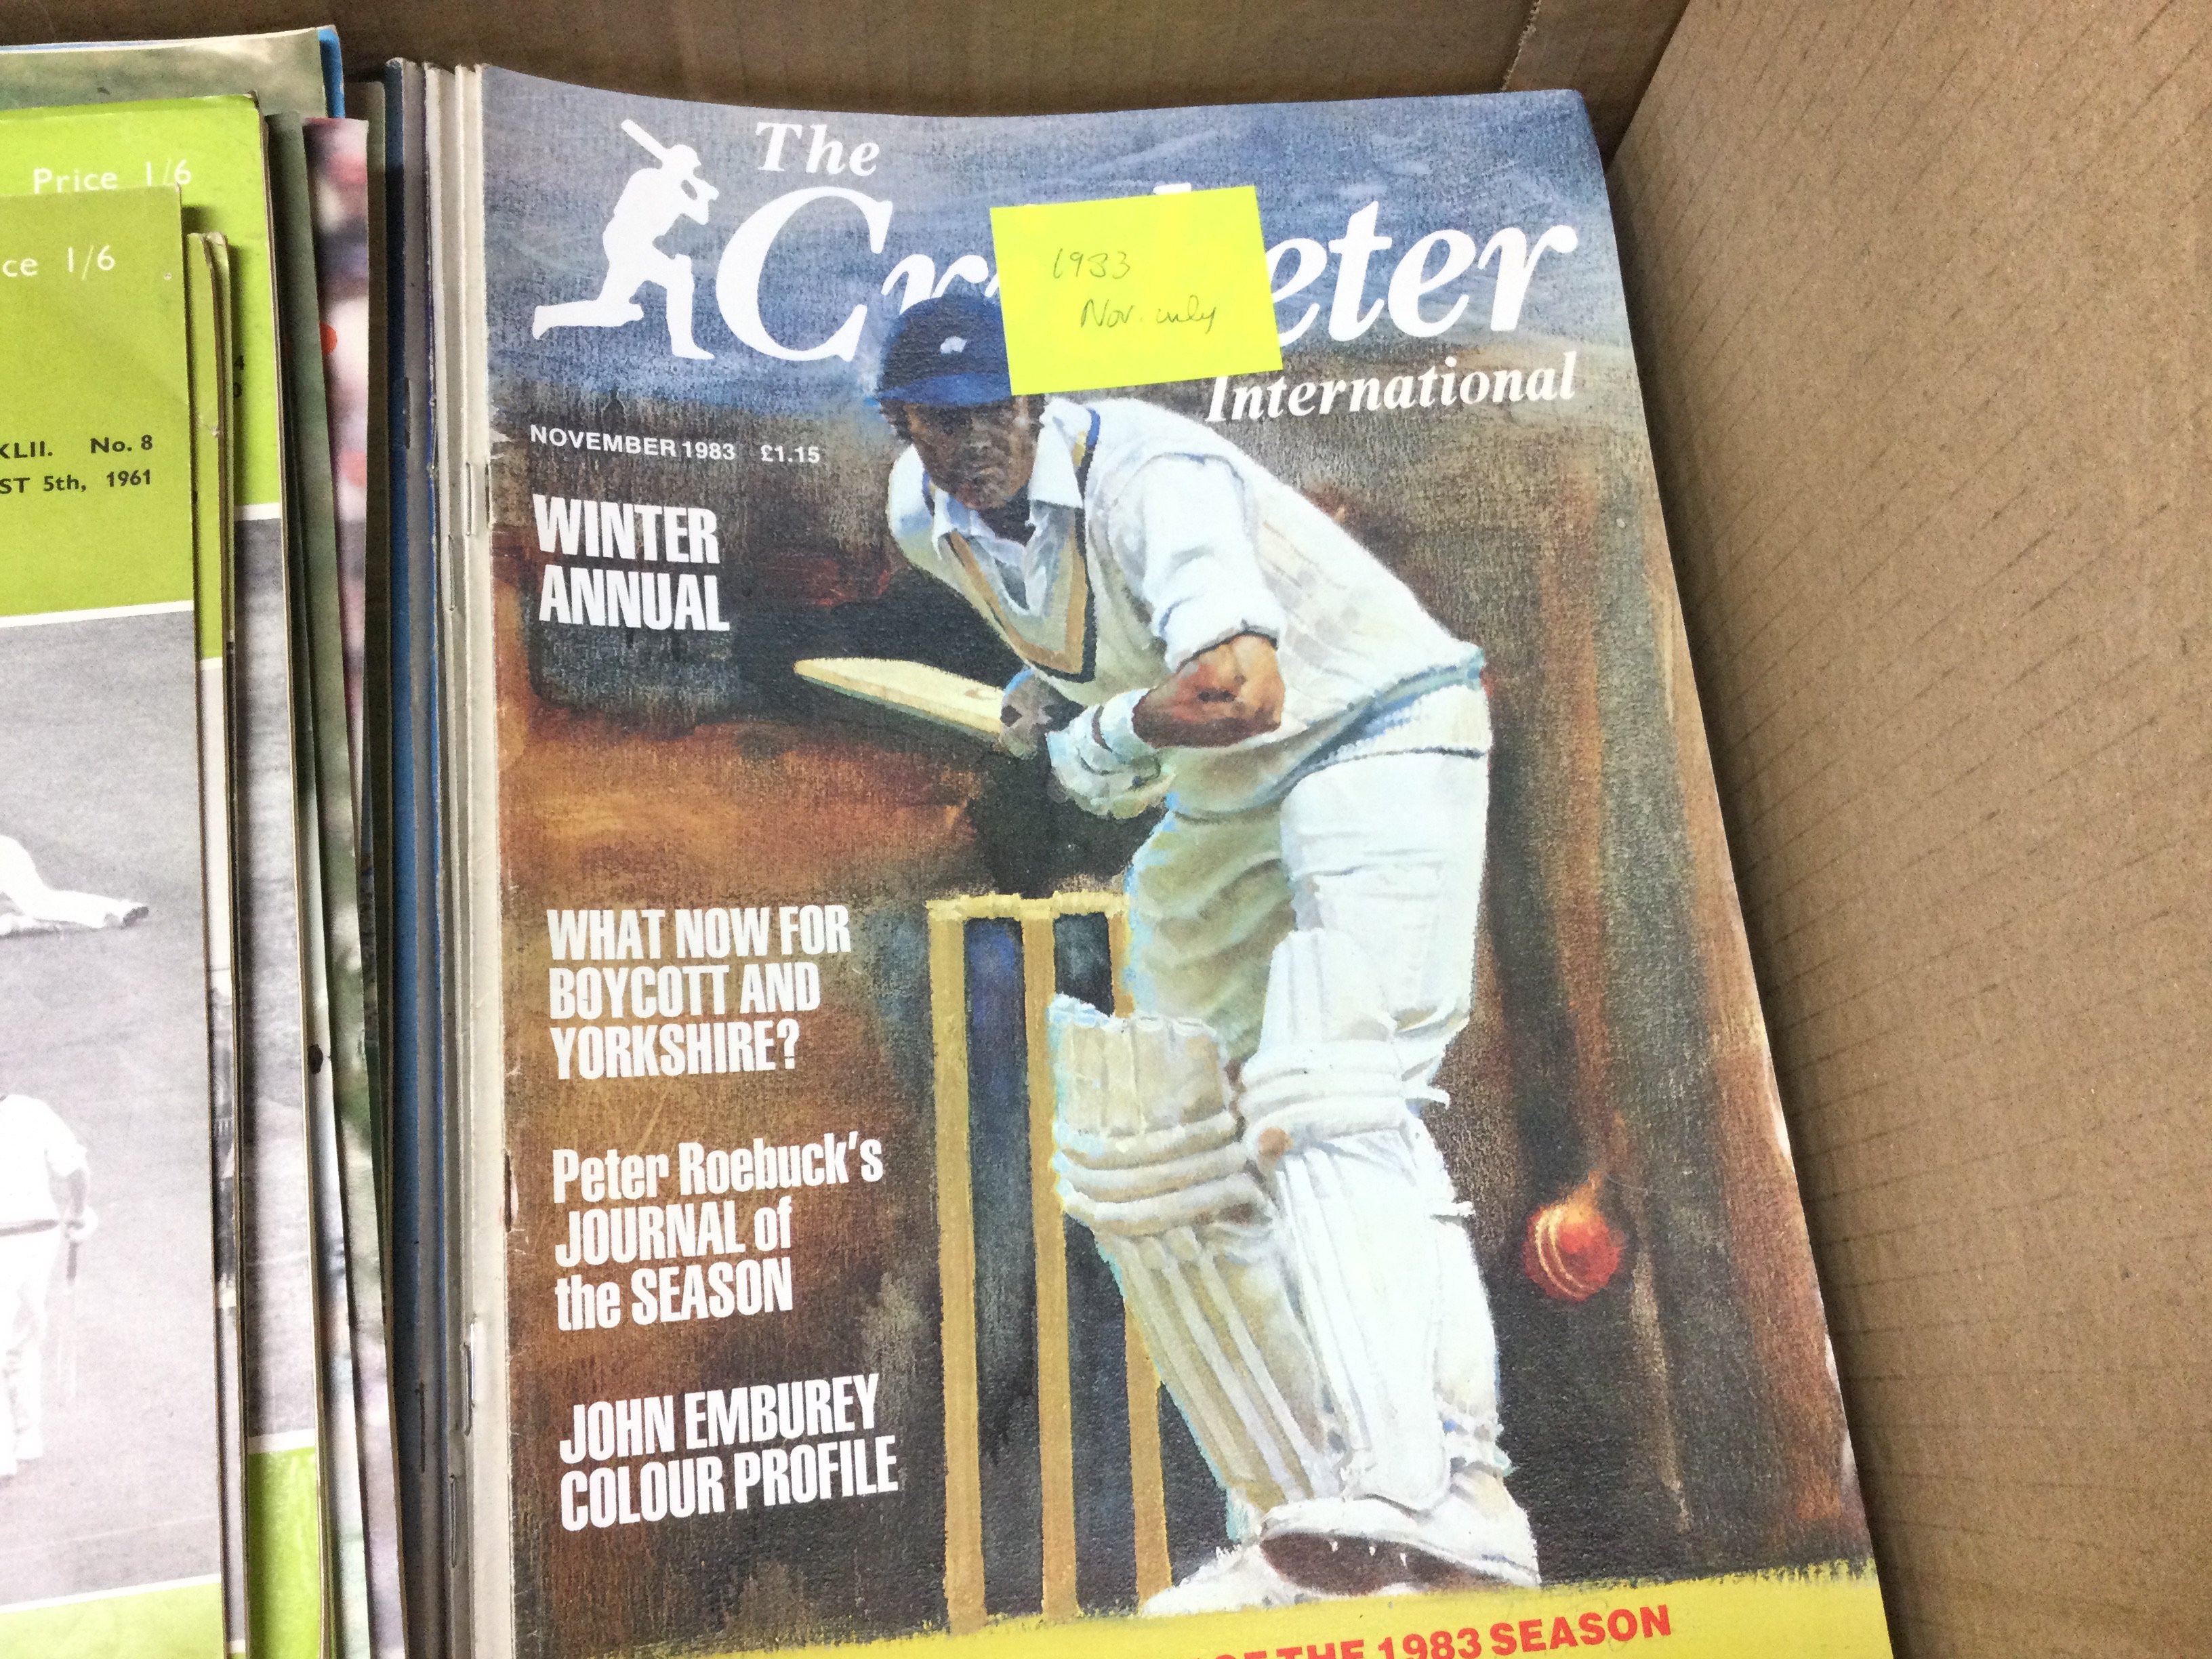 Price 1/6
ce 1/6
XLII. No. 8
ST 5th, 1961
The
Cr
eter
International
1983
Nov. only
NOVEMBER 1983 £1.15
WINTER
ANNUAL
WHAT NOW FOR
BOYCOTT AND
YORKSHIRE?
Peter Roebuck's
JOURNAL of
the SEASON
JOHN EMBUREY
COLOUR PROFILE
OF THE 1983 SEASON